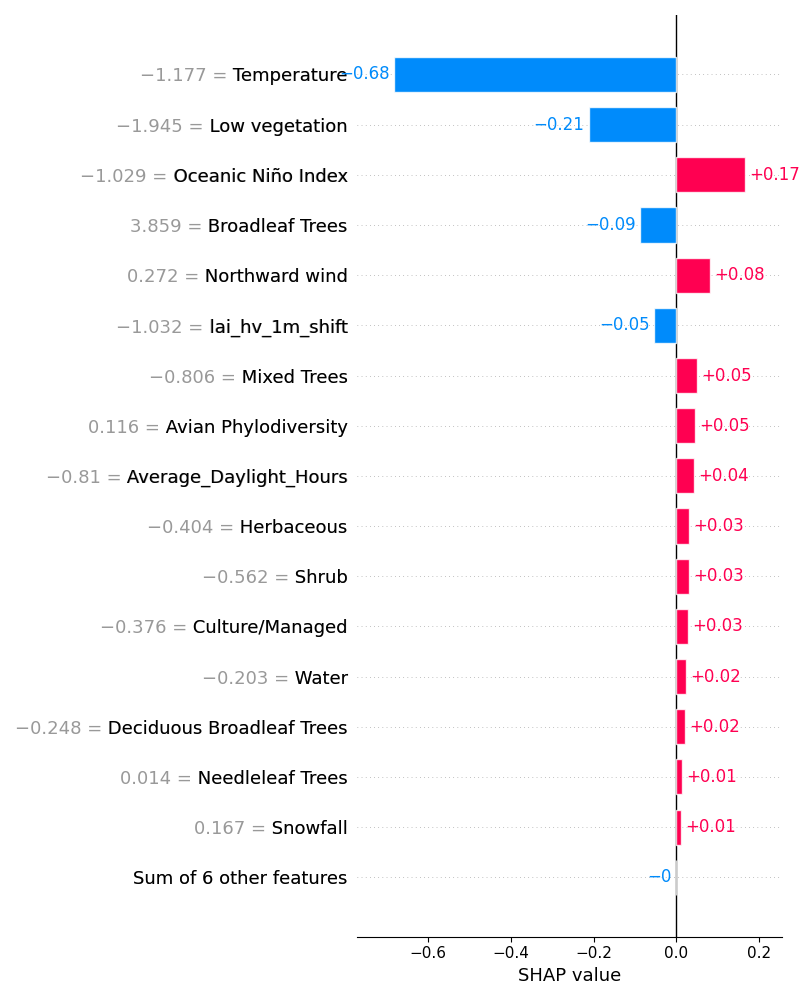 −1.177 = Temperature −0.68
−1.945 = Low vegetation −0.21
−1.029 = Oceanic Niño Index +0.17
3.859 = Broadleaf Trees −0.09
0.272 = Northward wind +0.08
−1.032 = lai_hv_1m_shift −0.05
−0.806 = Mixed Trees +0.05
0.116 = Avian Phylodiversity +0.05
−0.81 = Average_Daylight_Hours +0.04
−0.404 = Herbaceous +0.03
−0.562 = Shrub +0.03
−0.376 = Culture/Managed +0.03
−0.203 = Water +0.02
−0.248 = Deciduous Broadleaf Trees +0.02
0.014 = Needleleaf Trees +0.01
0.167 = Snowfall +0.01
Sum of 6 other features −0
−0.6 −0.4 −0.2 0.0 0.2
SHAP value